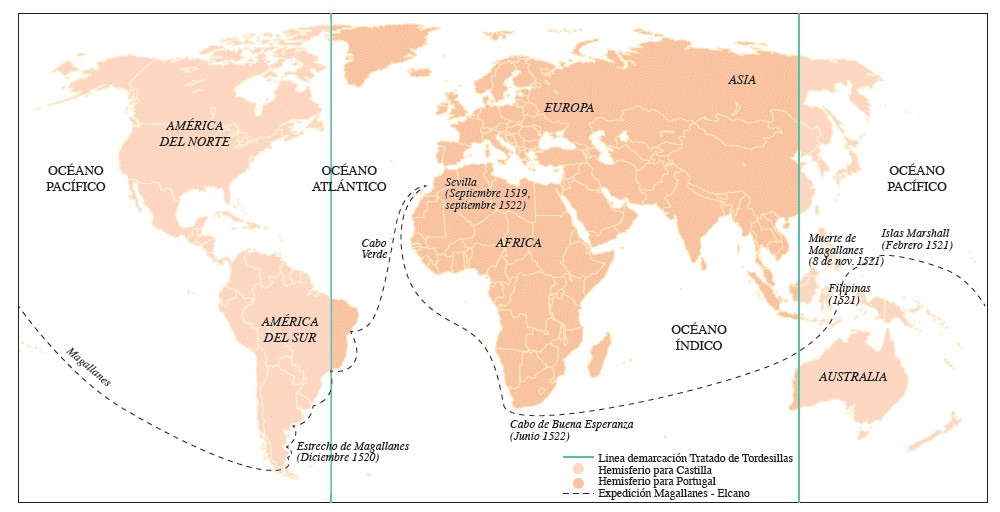 ASIA
EUROPA
AMÉRICA
DEL NORTE
OCÉANO
PACÍFICO
OCÉANO
ATLÁNTICO
OCÉANO
PACÍFICO
Sevilla
(Septiembre 1519,
septiembre 1522)
Cabo
Verde
AFRICA
Muerte de
Magallanes
(8 de nov. 1521)
Islas Marshall
(Febrero 1521)
Filipinas
(1521)
AMÉRICA
DEL SUR
OCÉANO
ÍNDICO
Magallanes
AUSTRALIA
Cabo de Buena Esperanza
(Junio 1522)
Estrecho de Magallanes
(Diciembre 1520)
Linea demarcación Tratado de Tordesillas
Hemisferio para Castilla
Hemisferio para Portugal
Expedición Magallanes - Elcano